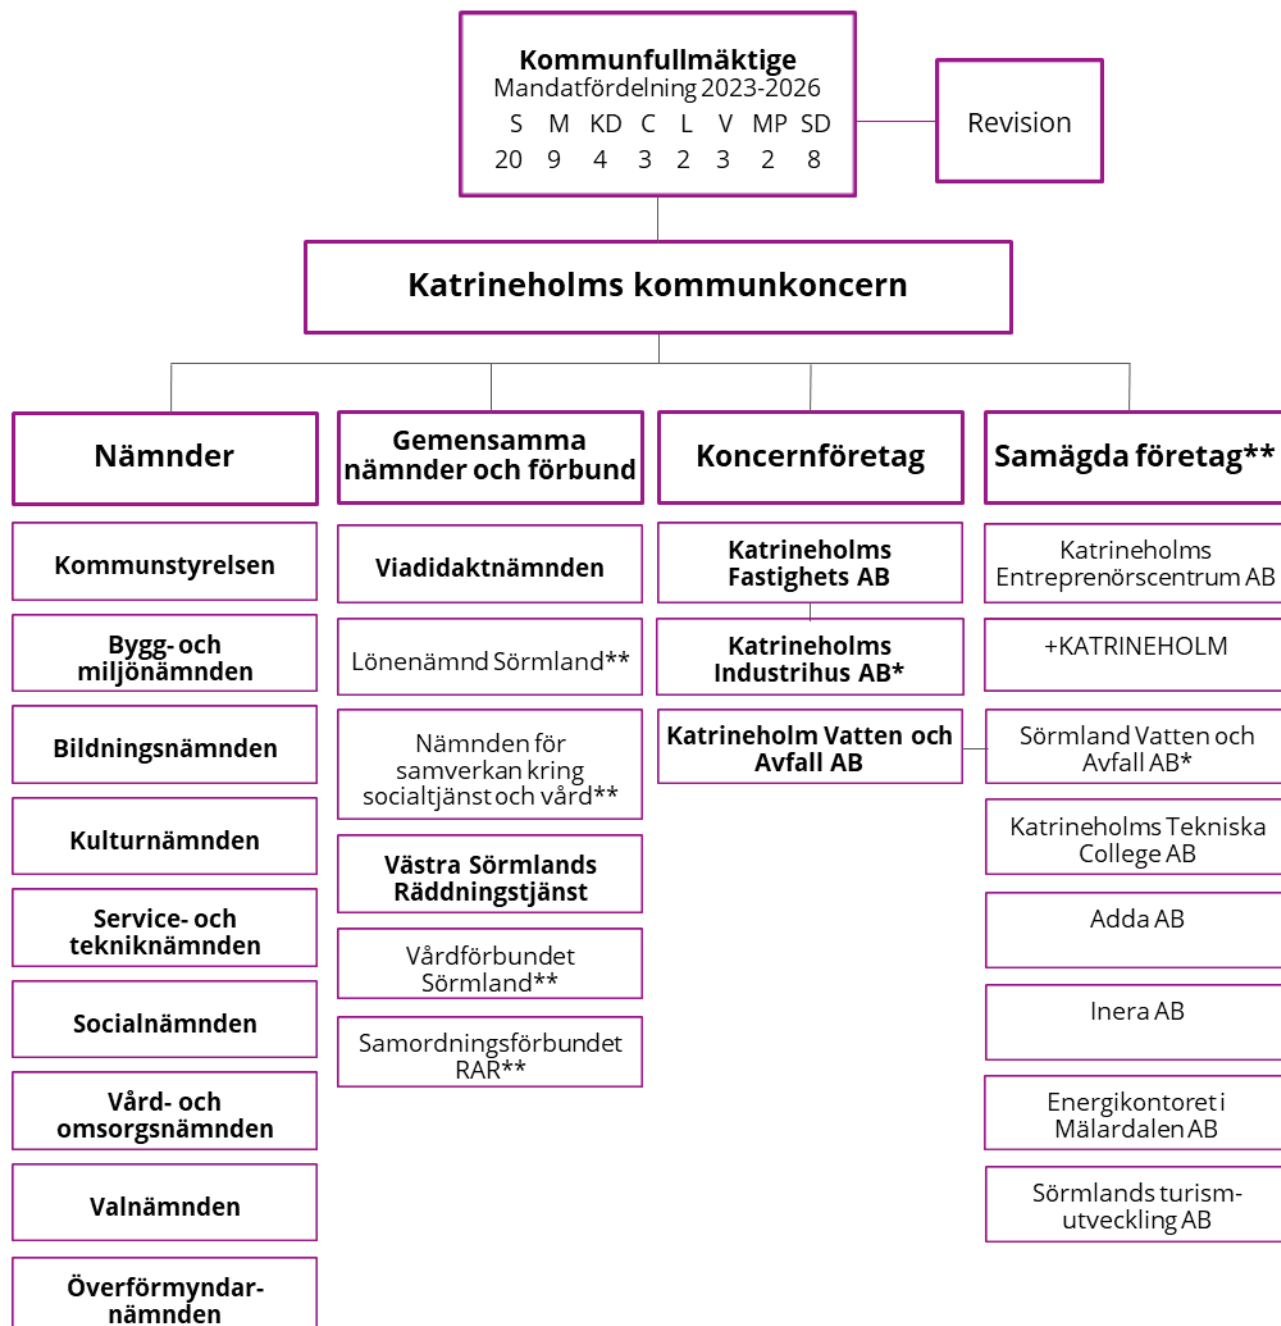 Kommunfullmäktige
Mandatfördelning 2023-2026
S M KD C L V MP SD
20 9 4 3 2 3 2 8
Revision
Katrineholms kommunkoncern
Nämnder
Kommunstyrelsen
Bygg- och
miljönämnden
Bildningsnämnden
Kulturnämnden
Service- och
tekniknämnden
Socialnämnden
Vård- och
omsorgsnämnden
Valnämnden
Överförmyndar-
nämnden
Gemensamma
nämnder och förbund
Viadidaktnämnden
Lönenämnd Sörmland**
Nämnden för
samverkan kring
socialtjänst och vård**
Västra Sörmlands
Räddningstjänst
Vårdförbundet
Sörmland**
Samordningsförbundet
RAR**
Koncernföretag
Katrineholms
Fastighets AB
Katrineholms
Industrihus AB*
Katrineholm Vatten och
Avfall AB
Samägda företag**
Katrineholms
Entreprenörscentrum AB
+KATRINEHOLM
Sörmland Vatten och
Avfall AB*
Katrineholms Tekniska
College AB
Adda AB
Inera AB
Energikontoret i
Mälardalen AB
Sörmlands turism-
utveckling AB